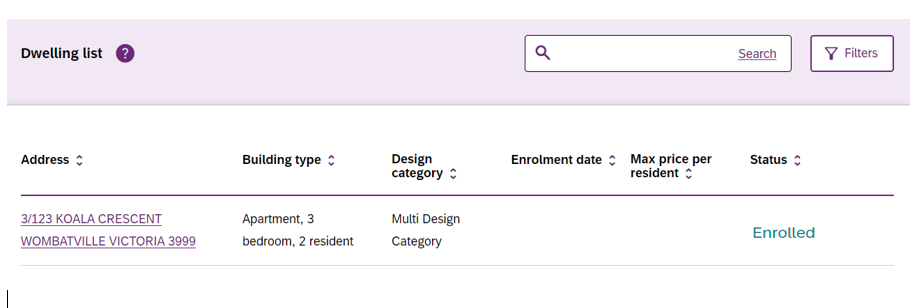 Dwelling list ?
Search
Filters
Address
Building type
Design
category
Enrolment date
Max price per
resident
Status
3/123 KOALA CRESCENT
WOMBATVILLE VICTORIA 3999
Apartment, 3
bedroom, 2 resident
Multi Design
Category
Enrolled